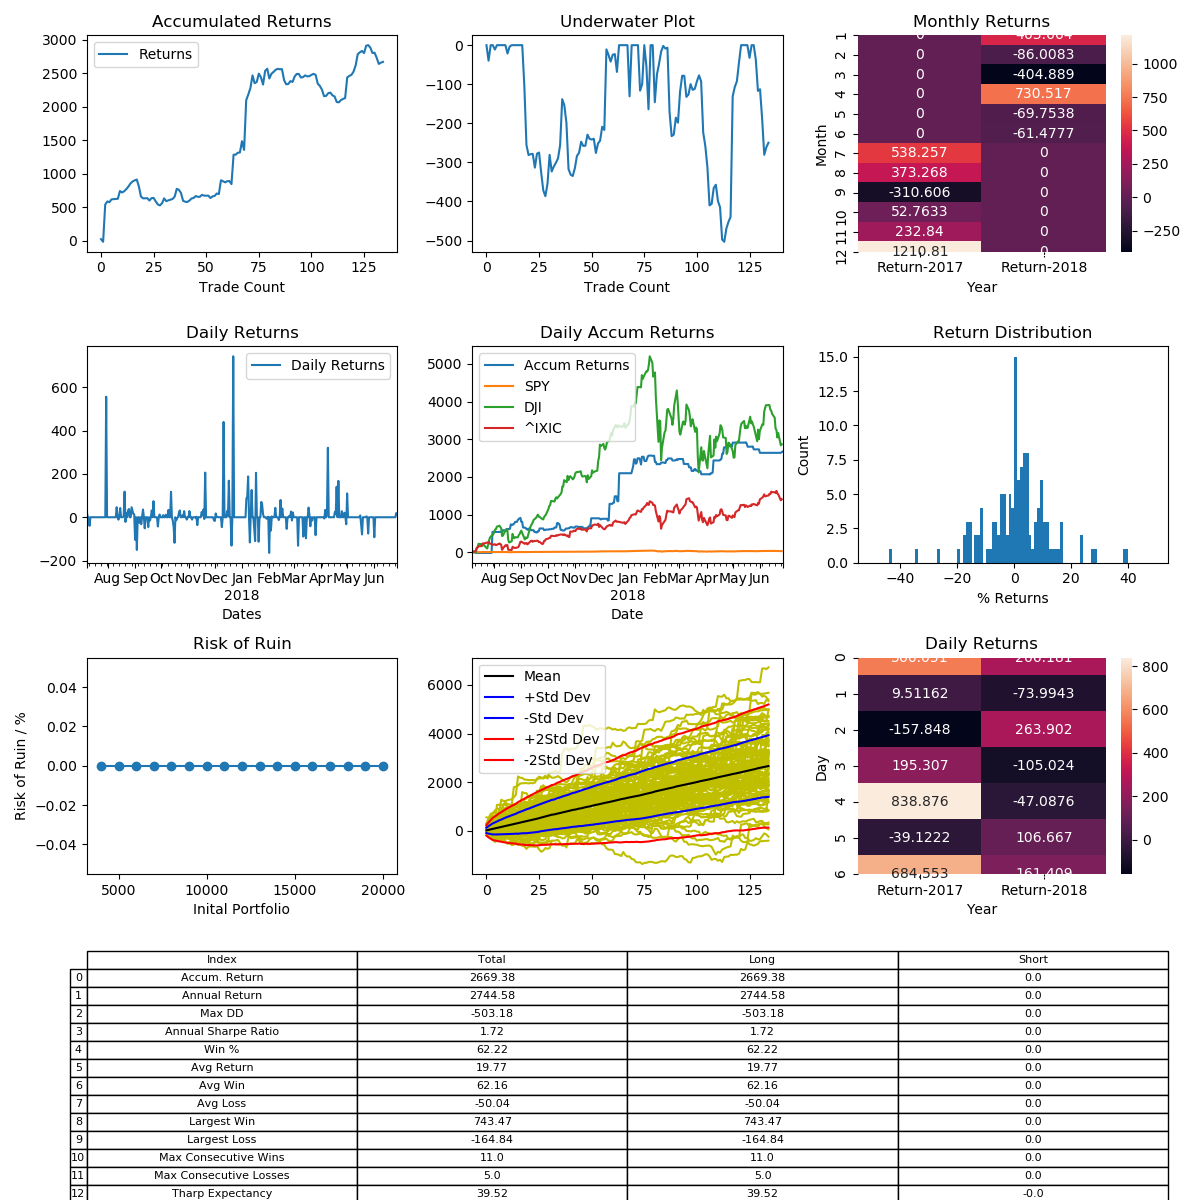 Accumulated Returns
Returns
3000
2500
2000
1500
1000
500
0
0 25 50 75 100 125
Trade Count
Underwater Plot
0
−100
−200
−300
−400
−500
0 25 50 75 100 125
Trade Count
Monthly Returns
Month
1 0
2 0 -86.0083
3 0 -404.889
4 0 730.517
5 0 -69.7538
6 0 -61.4777
7 538.257 0
8 373.268 0
9 -310.606 0
10 52.7633 0
11 232.84 0
12 1210.81 0
Return-2017 Return-2018
Year
1000
750
500
250
0
−250
Daily Returns
Daily Returns
600
400
200
0
−200
Aug Sep Oct Nov Dec Jan Feb Mar Apr May Jun
2018
Dates
Daily Accum Returns
Accum Returns
SPY
DJI
^IXIC
5000
4000
3000
2000
1000
0
Aug Sep Oct Nov Dec Jan Feb Mar Apr May Jun
2018
Date
Return Distribution
Count
15.0
12.5
10.0
7.5
5.0
2.5
0.0
−40 −20 0 20 40
% Returns
Risk of Ruin
Risk of Ruin / %
0.04
0.02
0.00
−0.02
−0.04
5000 10000 15000 20000
Inital Portfolio
Mean
+Std Dev
-Std Dev
+2Std Dev
-2Std Dev
6000
4000
2000
0
0 25 50 75 100 125
Daily Returns
Day
0
1 9.51162 -73.9943
2 -157.848 263.902
3 195.307 -105.024
4 838.876 -47.0876
5 -39.1222 106.667
6 684.553 161.409
Return-2017 Return-2018
Year
800
600
400
200
0
Index Total Long Short
0 Accum. Return 2669.38 2669.38 0.0
1 Annual Return 2744.58 2744.58 0.0
2 Max DD -503.18 -503.18 0.0
3 Annual Sharpe Ratio 1.72 1.72 0.0
4 Win % 62.22 62.22 0.0
5 Avg Return 19.77 19.77 0.0
6 Avg Win 62.16 62.16 0.0
7 Avg Loss -50.04 -50.04 0.0
8 Largest Win 743.47 743.47 0.0
9 Largest Loss -164.84 -164.84 0.0
10 Max Consecutive Wins 11.0 11.0 0.0
11 Max Consecutive Losses 5.0 5.0 0.0
12 Tharp Expectancy 39.52 39.52 -0.0